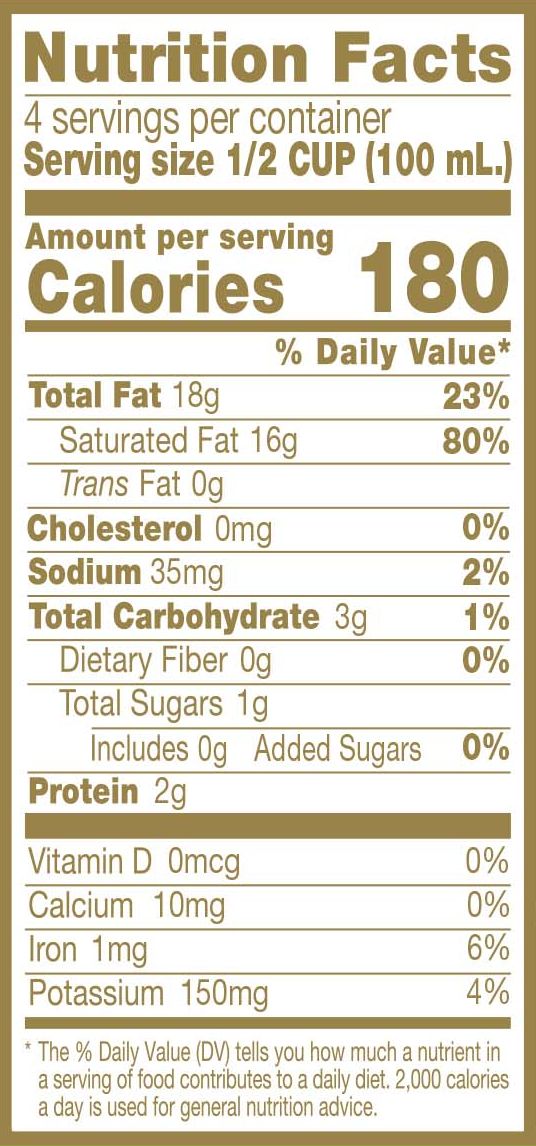 Nutrition Facts
4 servings per container
Serving size 1/2 CUP (100 mL.)
Amount per serving
Calories 180
% Daily Value*
Total Fat 18g 23%
Saturated Fat 16g 80%
Trans Fat 0g
Cholesterol 0mg 0%
Sodium 35mg 2%
Total Carbohydrate 3g 1%
Dietary Fiber 0g 0%
Total Sugars 1g
Includes 0g Added Sugars 0%
Protein 2g
Vitamin D 0mcg 0%
Calcium 10mg 0%
Iron 1mg 6%
Potassium 150mg 4%
* The % Daily Value (DV) tells you how much a nutrient in
a serving of food contributes to a daily diet. 2,000 calories
a day is used for general nutrition advice.